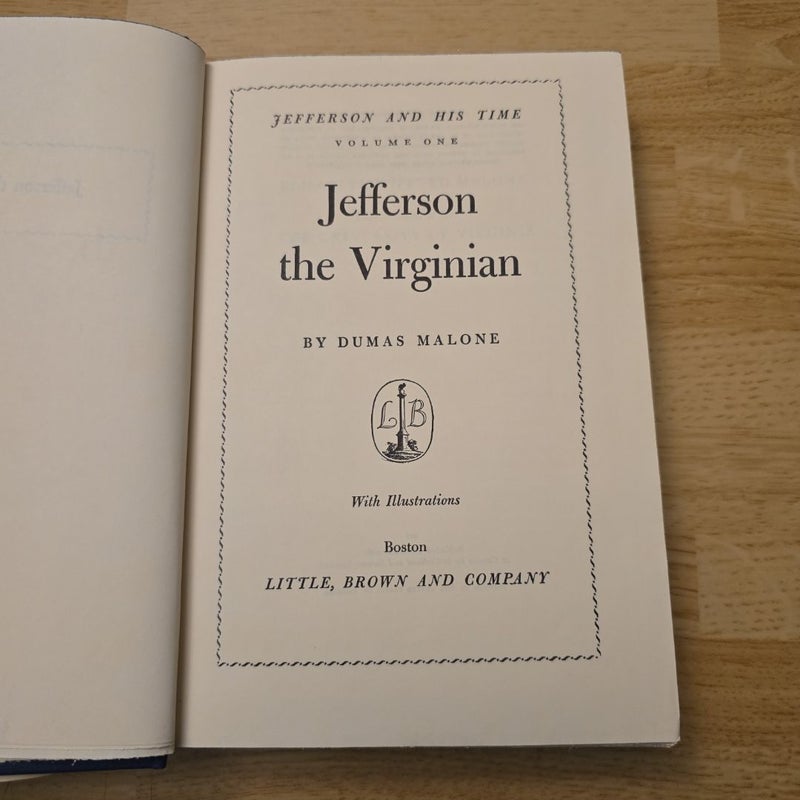 JEFFERSON AND HIS TIME
VOLUME ONE
Jefferson
the Virginian
BY DUMAS MALONE
L B
With Illustrations
Boston
LITTLE, BROWN AND COMPANY